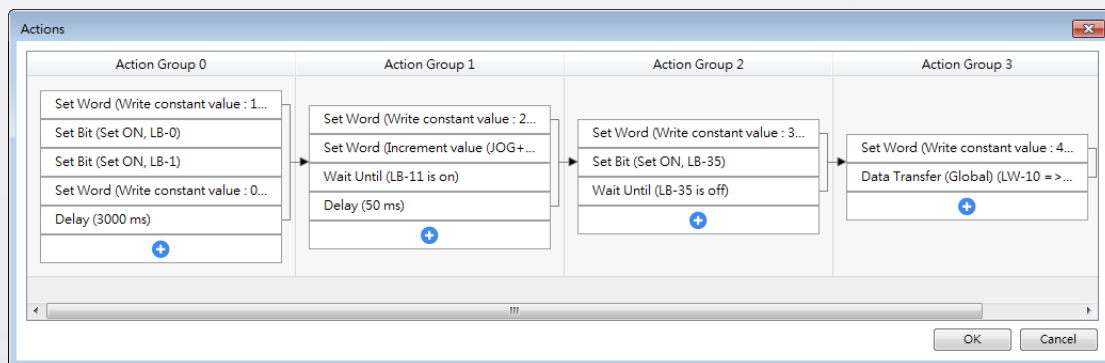 Actions
Action Group 0
Action Group 1
Action Group 2
Action Group 3
Set Word (Write constant value : 1...
Set Bit (Set ON, LB-0)
Set Bit (Set ON, LB-1)
Set Word (Write constant value : 0...
Delay (3000 ms)
Set Word (Write constant value : 2...
Set Word (Increment value (JOG+...
Wait Until (LB-11 is on)
Delay (50 ms)
Set Word (Write constant value : 3...
Set Bit (Set ON, LB-35)
Wait Until (LB-35 is off)
Set Word (Write constant value : 4...
Data Transfer (Global) (LW-10 =>...
OK
Cancel